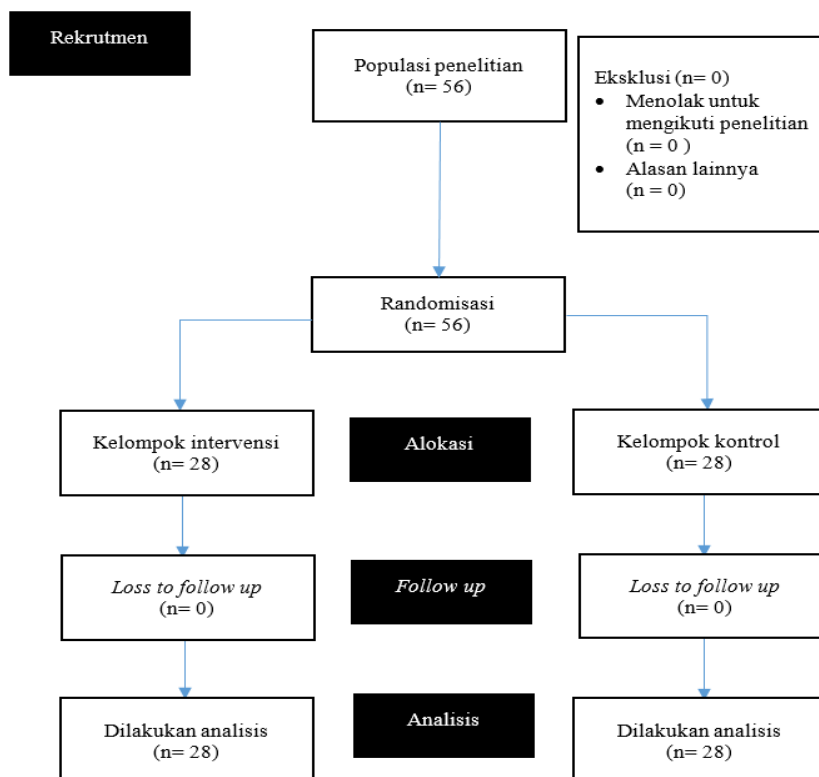 Rekrutmen
Populasi penelitian
(n= 56)
Eksklusi (n= 0)
• Menolak untuk
mengikuti penelitian
(n = 0 )
• Alasan lainnya
(n = 0)
Randomisasi
(n= 56)
Kelompok intervensi
(n= 28)
Alokasi
Kelompok kontrol
(n= 28)
Loss to follow up
(n= 0)
Follow up
Loss to follow up
(n= 0)
Dilakukan analisis
(n= 28)
Analisis
Dilakukan analisis
(n= 28)